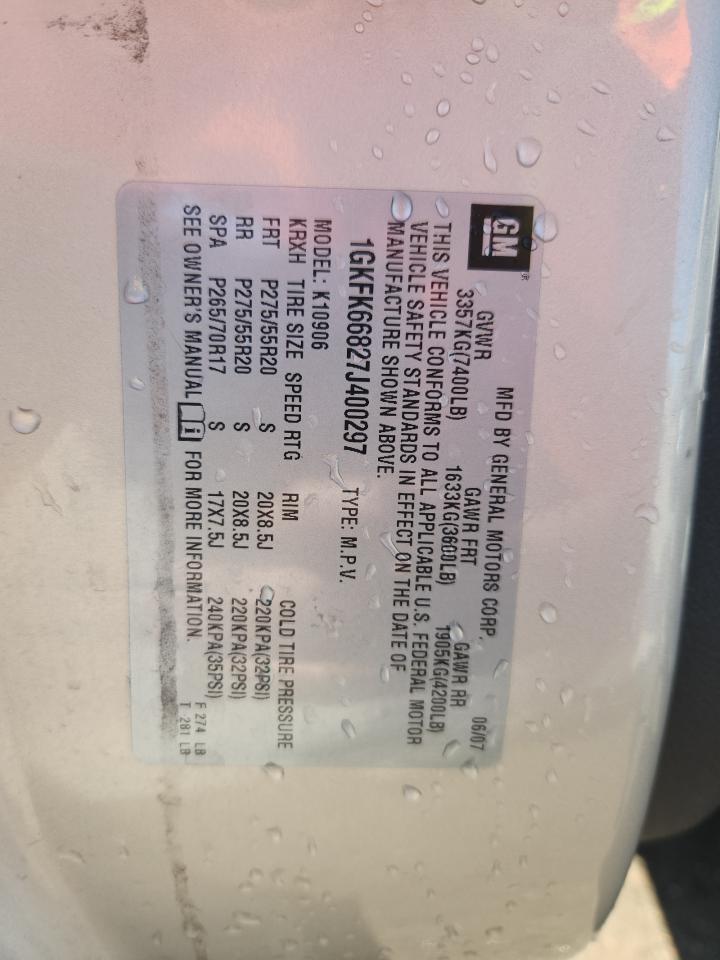 GM
MFD BY GENERAL MOTORS CORP. 06/07
GVWR GAWR FRT GAWR RR
3357KG(7400LB) 1633KG(3600LB) 1905KG(4200LB)
THIS VEHICLE CONFORMS TO ALL APPLICABLE U.S. FEDERAL MOTOR
VEHICLE SAFETY STANDARDS IN EFFECT ON THE DATE OF
MANUFACTURE SHOWN ABOVE.
1GKFK66827J400297 TYPE: M.P.V.
MODEL: K10906
KRXH TIRE SIZE SPEED RTG RIM COLD TIRE PRESSURE
FRT P275/55R20 S 20X8.5J 220KPA(32PSI)
RR P275/55R20 S 20X8.5J 220KPA(32PSI)
SPA P265/70R17 S 17X7.5J 240KPA(35PSI)
SEE OWNER'S MANUAL FOR MORE INFORMATION.
F 274 LB
T 281 LB